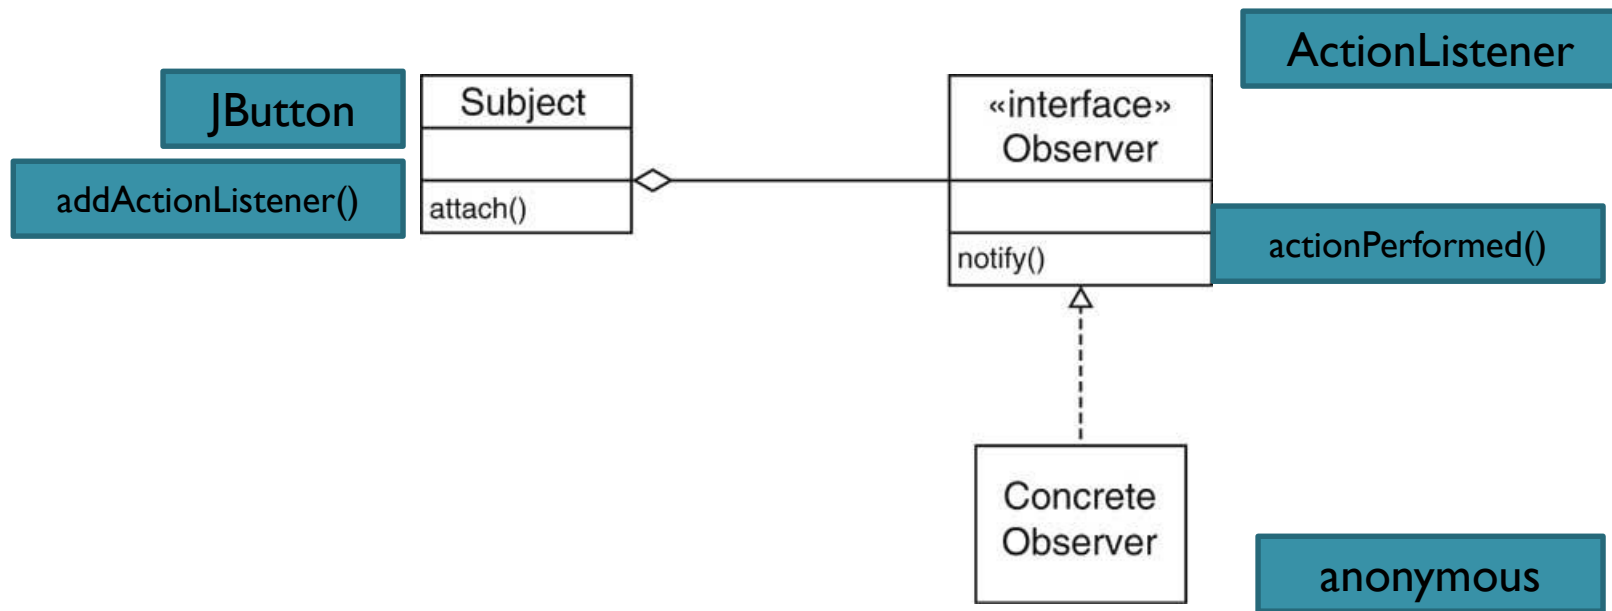 ActionListener
JButton
Subject
«interface»
Observer
addActionListener()
attach()
actionPerformed()
notify()
Concrete
Observer
anonymous